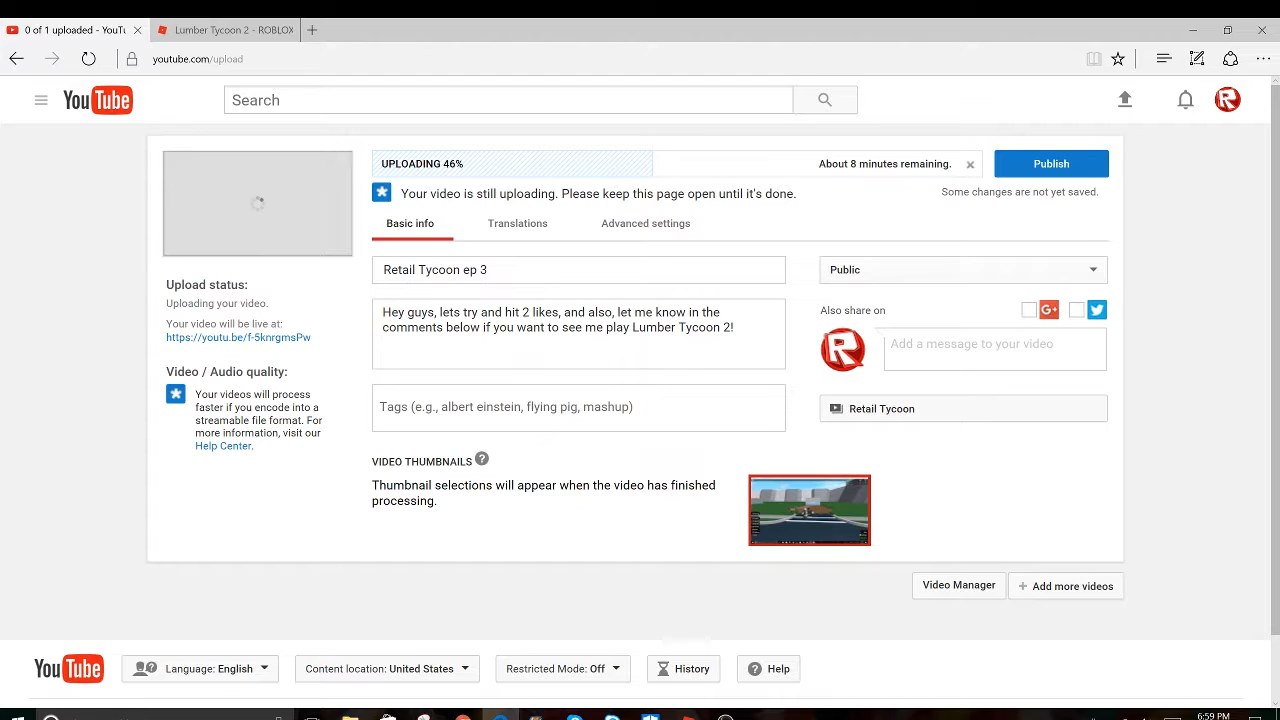 0 of 1 uploaded - YouTu
Lumber Tycoon 2 - ROBLOX
youtube.com/upload
YouTube
Search
UPLOADING 46%
About 8 minutes remaining.
Publish
Your video is still uploading. Please keep this page open until it's done.
Some changes are not yet saved.
Basic info
Translations
Advanced settings
Retail Tycoon ep 3
Public
Upload status:
Uploading your video.
Your video will be live at:
https://youtu.be/f-5knrgmsPw
Hey guys, lets try and hit 2 likes, and also, let me know in the
comments below if you want to see me play Lumber Tycoon 2!
Also share on
G+
Add a message to your video
Video / Audio quality:
Your videos will process
faster if you encode into a
streamable file format. For
more information, visit our
Help Center.
Tags (e.g., albert einstein, flying pig, mashup)
Retail Tycoon
VIDEO THUMBNAILS ?
Thumbnail selections will appear when the video has finished
processing.
Video Manager
+ Add more videos
YouTube
Language: English
Content location: United States
Restricted Mode: Off
History
Help
6:59 PM